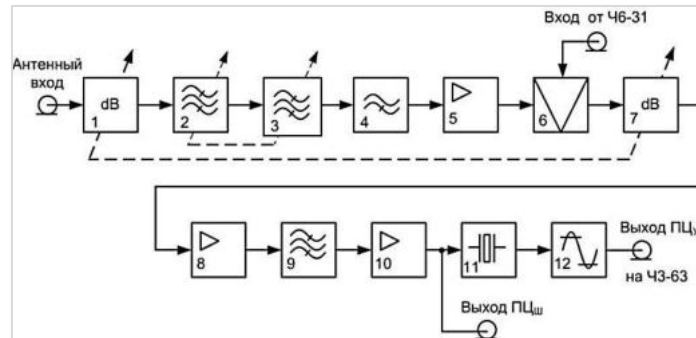 Вход от Ч6-31
Антенный
вход
dB
1
2
3
4
5
6
dB
7
8
9
10
11
12
Выход ПЦу
на Ч3-63
Выход ПЦш